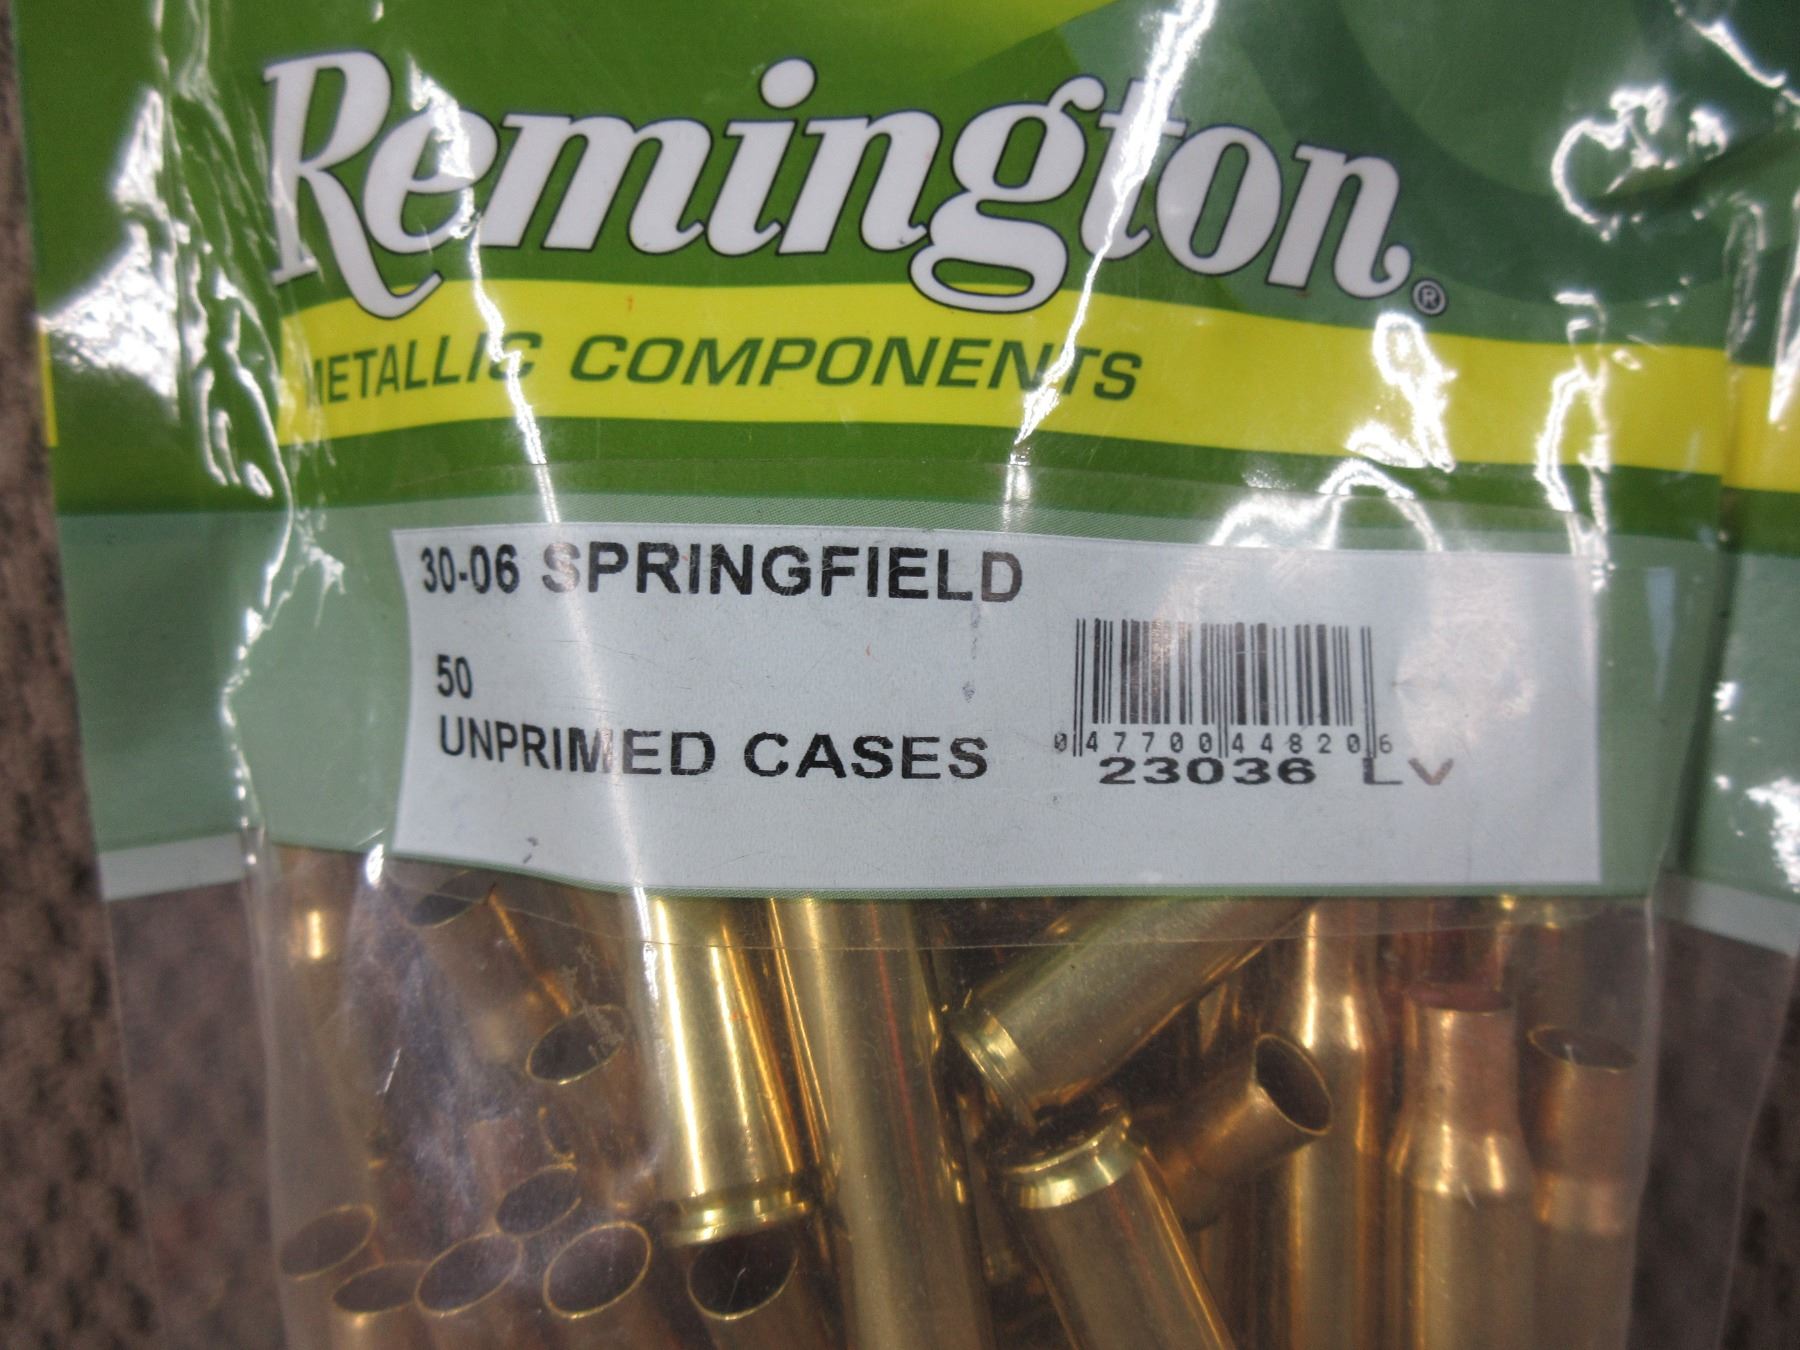 Remington®
METALLIC COMPONENTS
30-06 SPRINGFIELD
50
UNPRIMED CASES
0 47700 44820 6
23036 LV